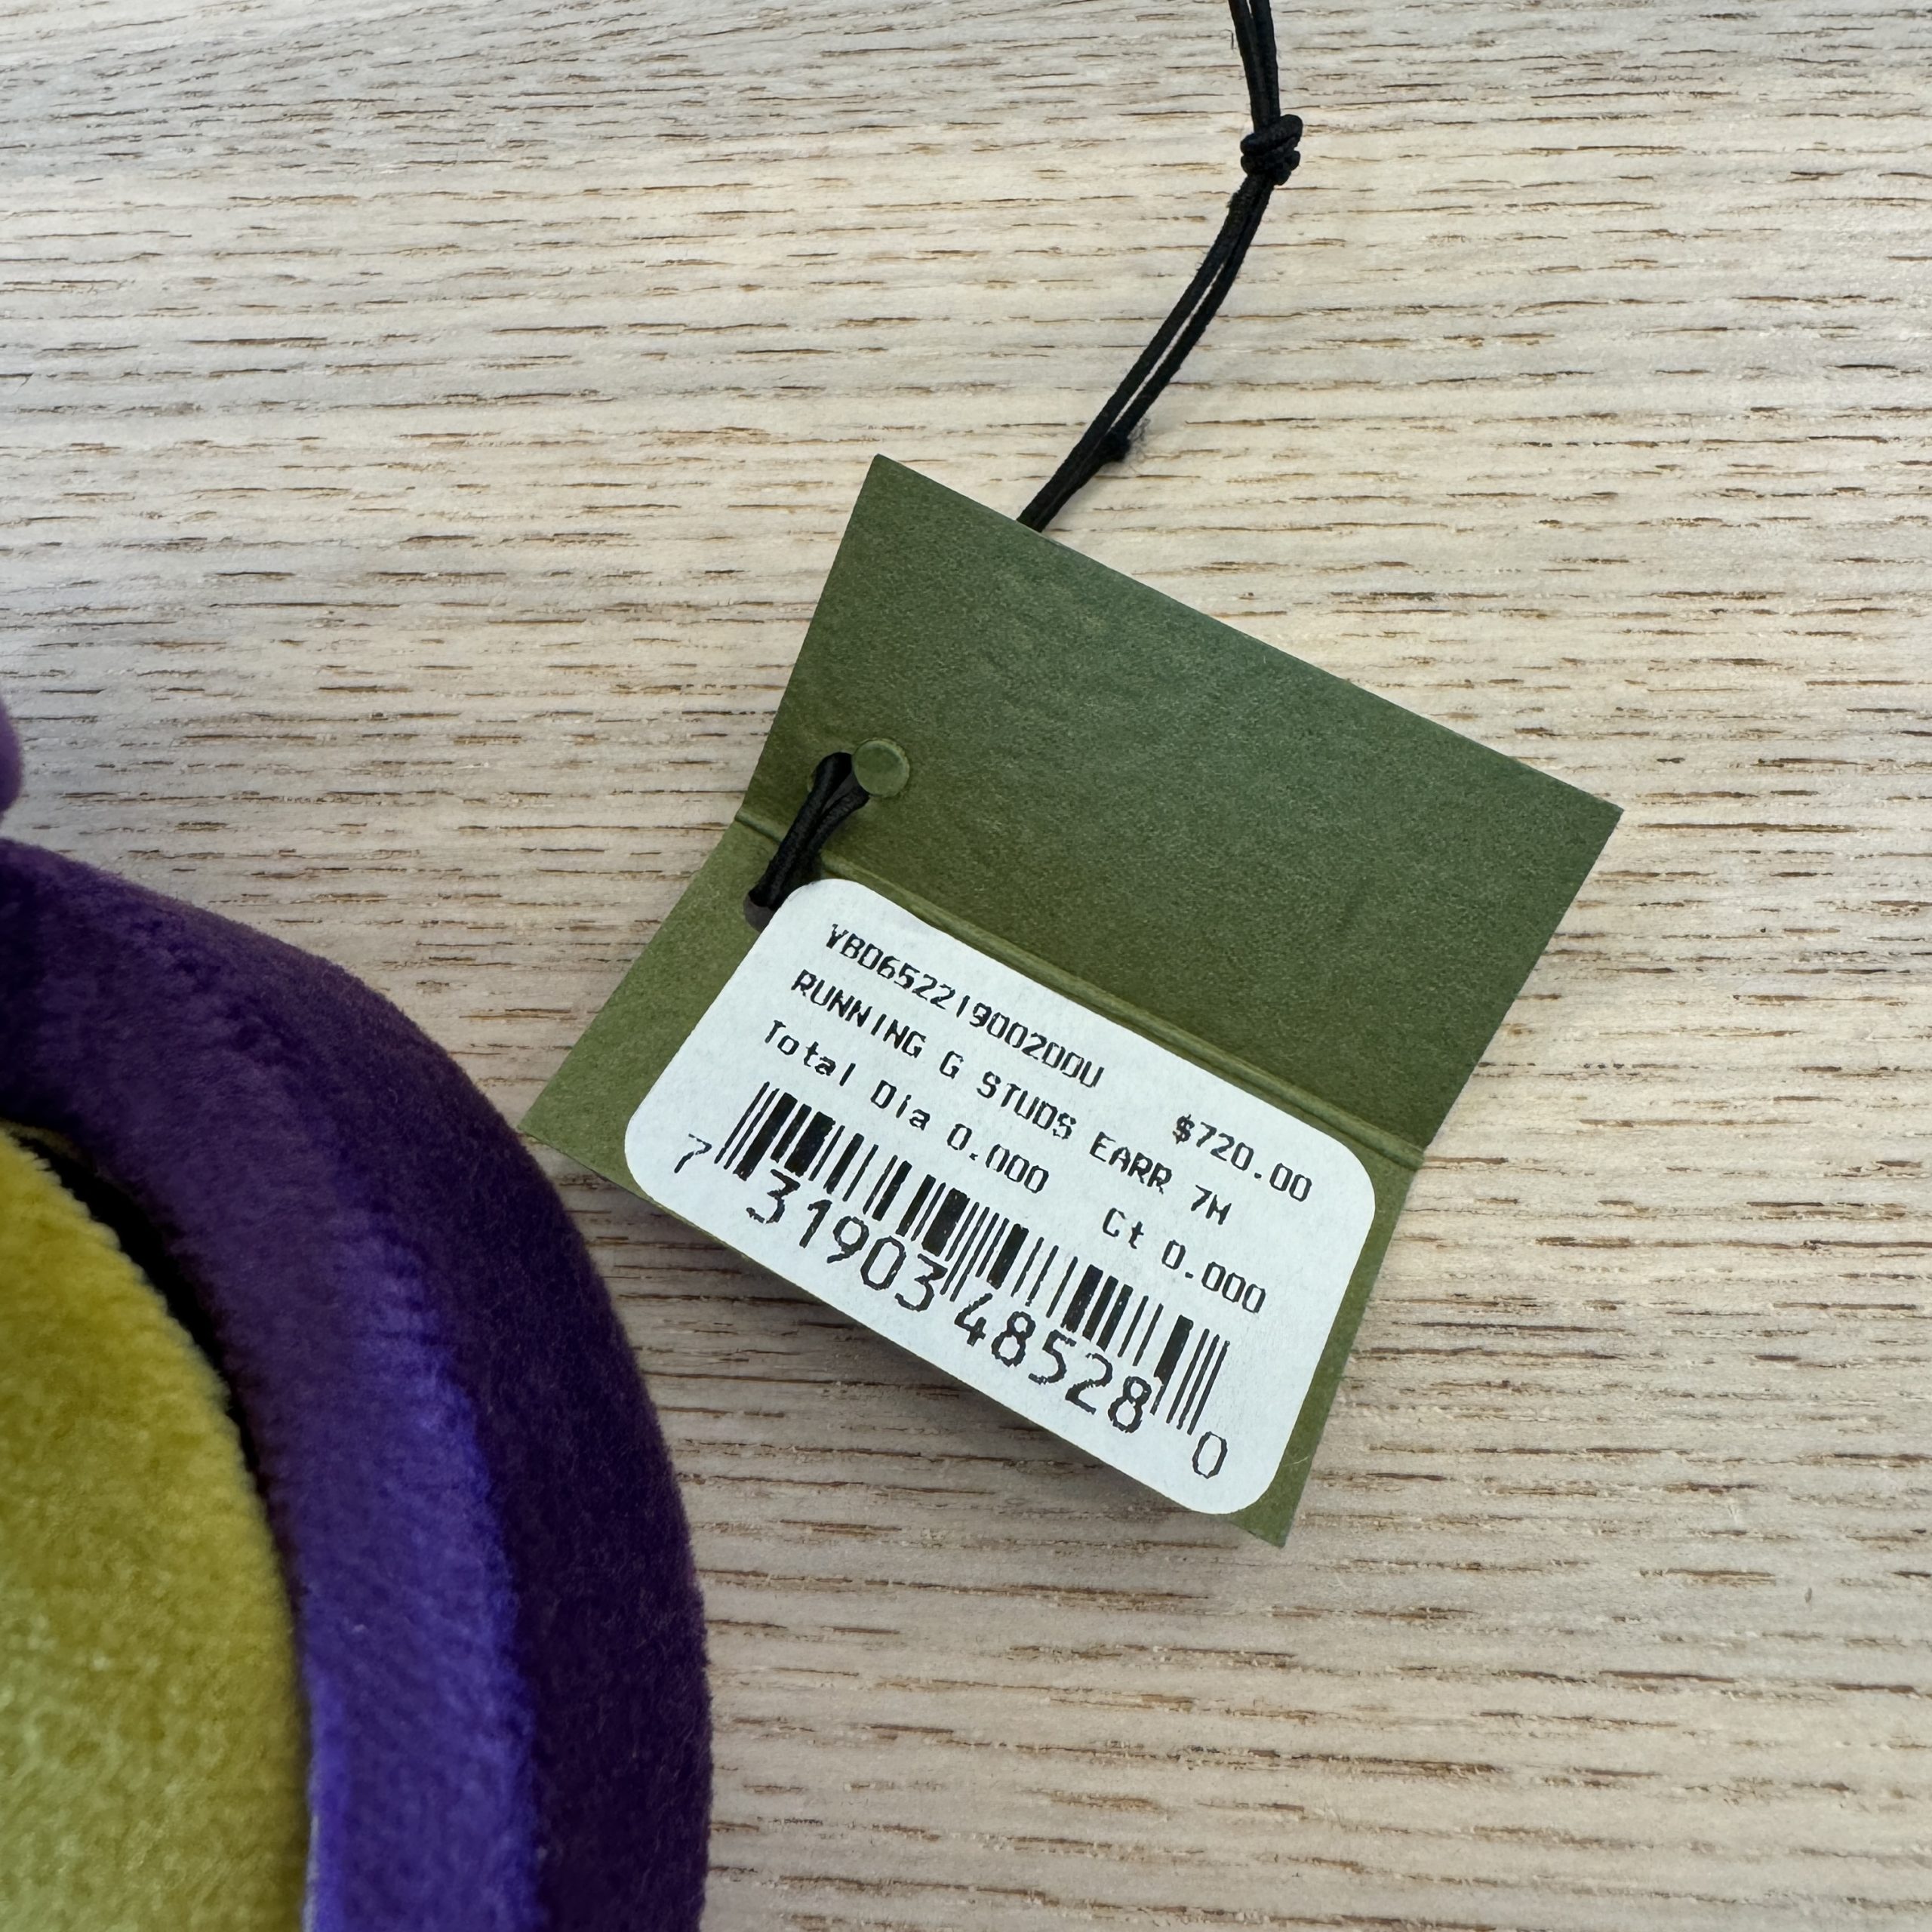 YBD65221900200U
$720.00
RUNNING G STUDS EARR 7M
Total Dia 0.000 Ct 0.000
7 31903 48528 0